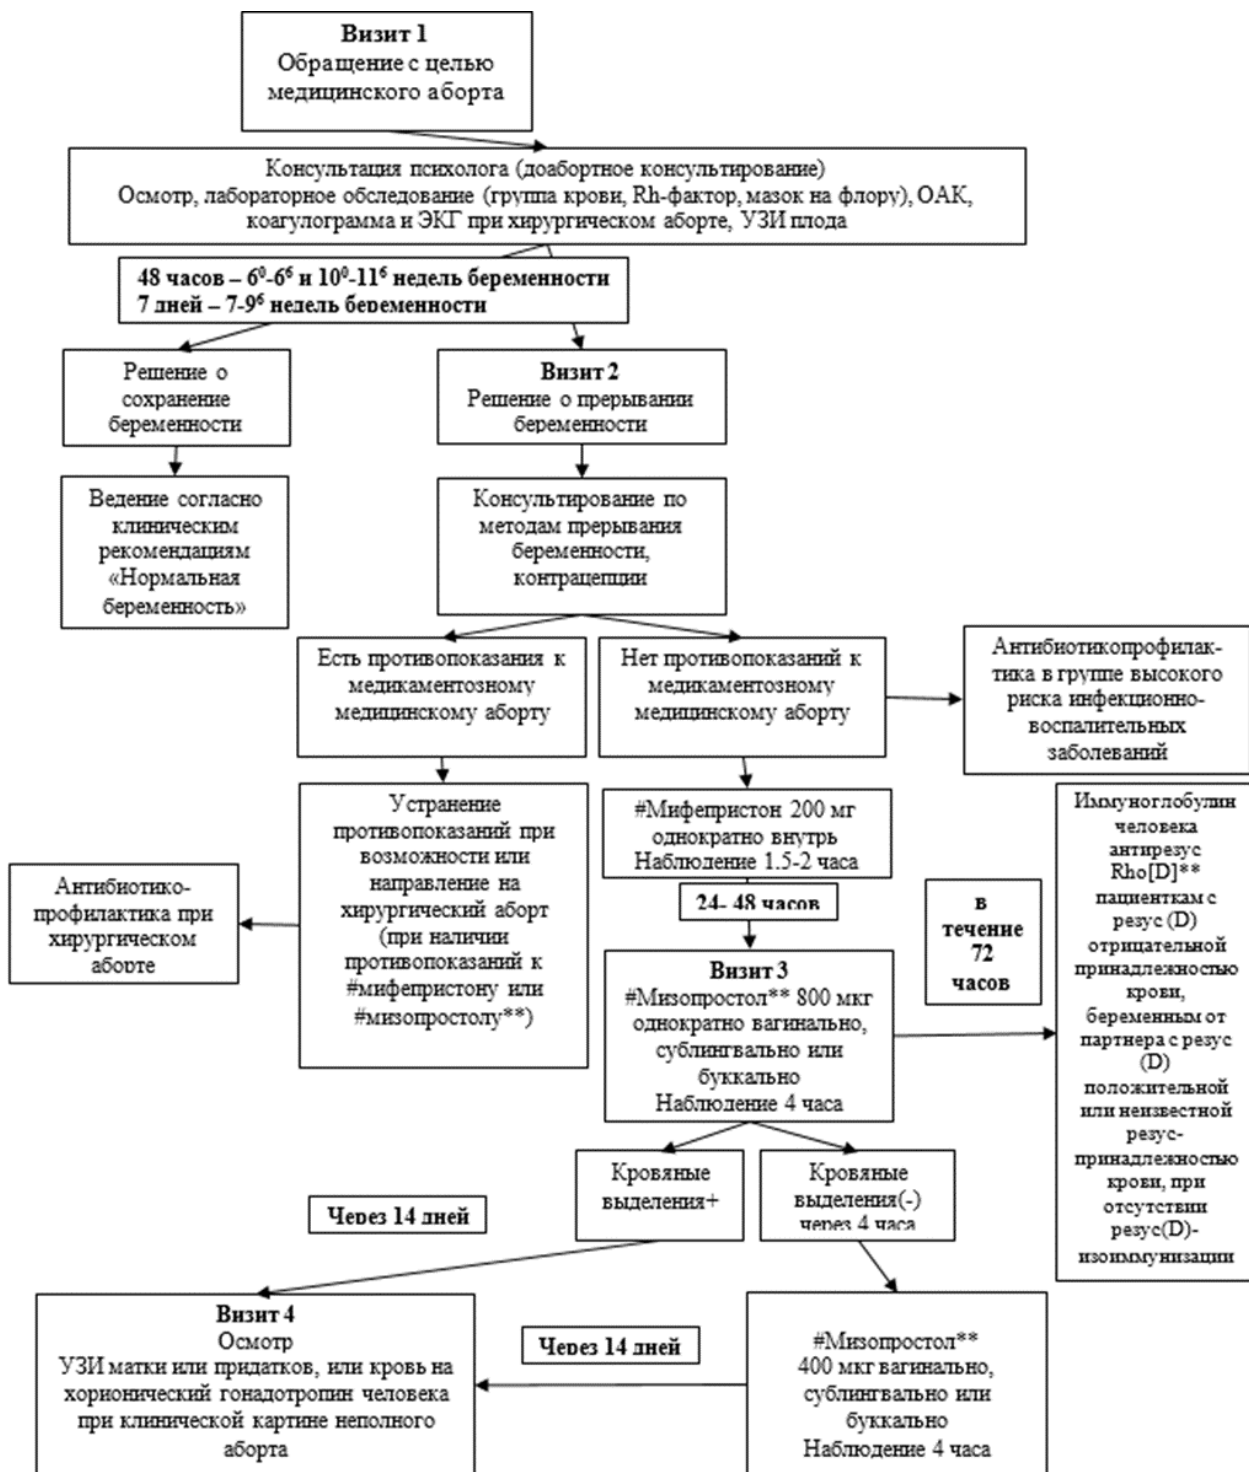 Визит 1
Обращение с целью
медицинского аборта
Консультация психолога (доабортное консультирование)
Осмотр, лабораторное обследование (группа крови, Rh-фактор, мазок на флору), ОАК,
коагулограмма и ЭКГ при хирургическом аборте, УЗИ плода
48 часов – 6⁰-6⁶ и 10⁰-11⁶ недель беременности
7 дней – 7-9⁶ недель беременности
Решение о
сохранение
беременности
Визит 2
Решение о прерывании
беременности
Ведение согласно
клиническим
рекомендациям
«Нормальная
беременность»
Консультирование по
методам прерывания
беременности,
контрацепции
Есть противопоказания к
медикаментозному
медицинскому аборту
Нет противопоказаний к
медикаментозному
медицинскому аборту
Антибиотикопрофилак-
тика в группе высокого
риска инфекционно-
воспалительных
заболеваний
Устранение
противопоказаний при
возможности или
направление на
хирургический аборт
(при наличии
противопоказаний к
#мифепристону или
#мизопростолу**)
Антибиотико-
профилактика при
хирургическом
аборте
#Мифепристон 200 мг
однократно внутрь
Наблюдение 1.5-2 часа
24- 48 часов
Визит 3
#Мизопростол** 800 мкг
однократно вагинально,
сублингвально или
буккально
Наблюдение 4 часа
в
течение
72
часов
Иммуноглобулин
человека
антирезус
Rho[D]**
пациенткам с
резус (D)
отрицательной
принадлежностью
крови,
беременным от
партнера с резус
(D)
положительной
или неизвестной
резус-
принадлежностью
крови, при
отсутствии
резус(D)-
изоиммунизации
Кровяные
выделения+
Кровяные
выделения(-)
через 4 часа
Через 14 дней
Визит 4
Осмотр
УЗИ матки или придатков, или кровь на
хорионический гонадотропин человека
при клинической картине неполного
аборта
Через 14 дней
#Мизопростол**
400 мкг вагинально,
сублингвально или
буккально
Наблюдение 4 часа